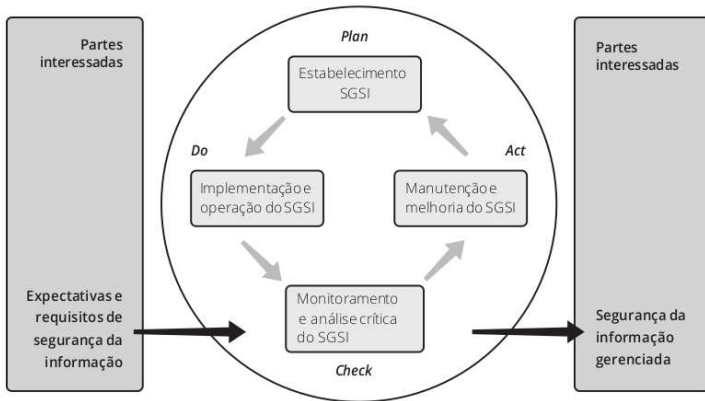 Partes
interessadas
Expectativas e
requisitos de
segurança da
informação
Plan
Estabelecimento
SGSI
Do
Implementação e
operação do SGSI
Act
Manutenção e
melhoria do SGSI
Monitoramento
e análise crítica
do SGSI
Check
Partes
interessadas
Segurança da
informação
gerenciada